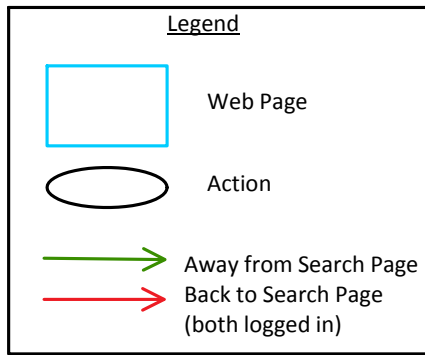 Legend
Web Page
Action
Away from Search Page
Back to Search Page
(both logged in)